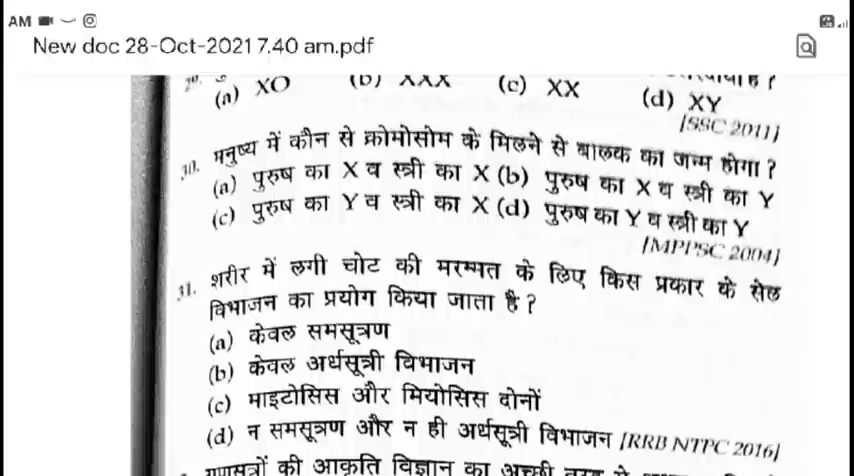 AM
New doc 28-Oct-2021 7.40 am.pdf
(a) XO (b) XXX (c) XX (d) XY
[SSC 2011]
30. मनुष्य में कौन से क्रोमोसोम के मिलने से बालक का जन्म होगा ?
(a) पुरुष का X व स्त्री का X (b) पुरुष का X व स्त्री का Y
(c) पुरुष का Y व स्त्री का X (d) पुरुष का Y व स्त्री का Y
[MPPSC 2004]
31. शरीर में लगी चोट की मरम्मत के लिए किस प्रकार के सेल
विभाजन का प्रयोग किया जाता है ?
(a) केवल समसूत्रण
(b) केवल अर्धसूत्री विभाजन
(c) माइटोसिस और मियोसिस दोनों
(d) न समसूत्रण और न ही अर्धसूत्री विभाजन [RRB NTPC 2016]
की आकृति विज्ञान का अच्छी